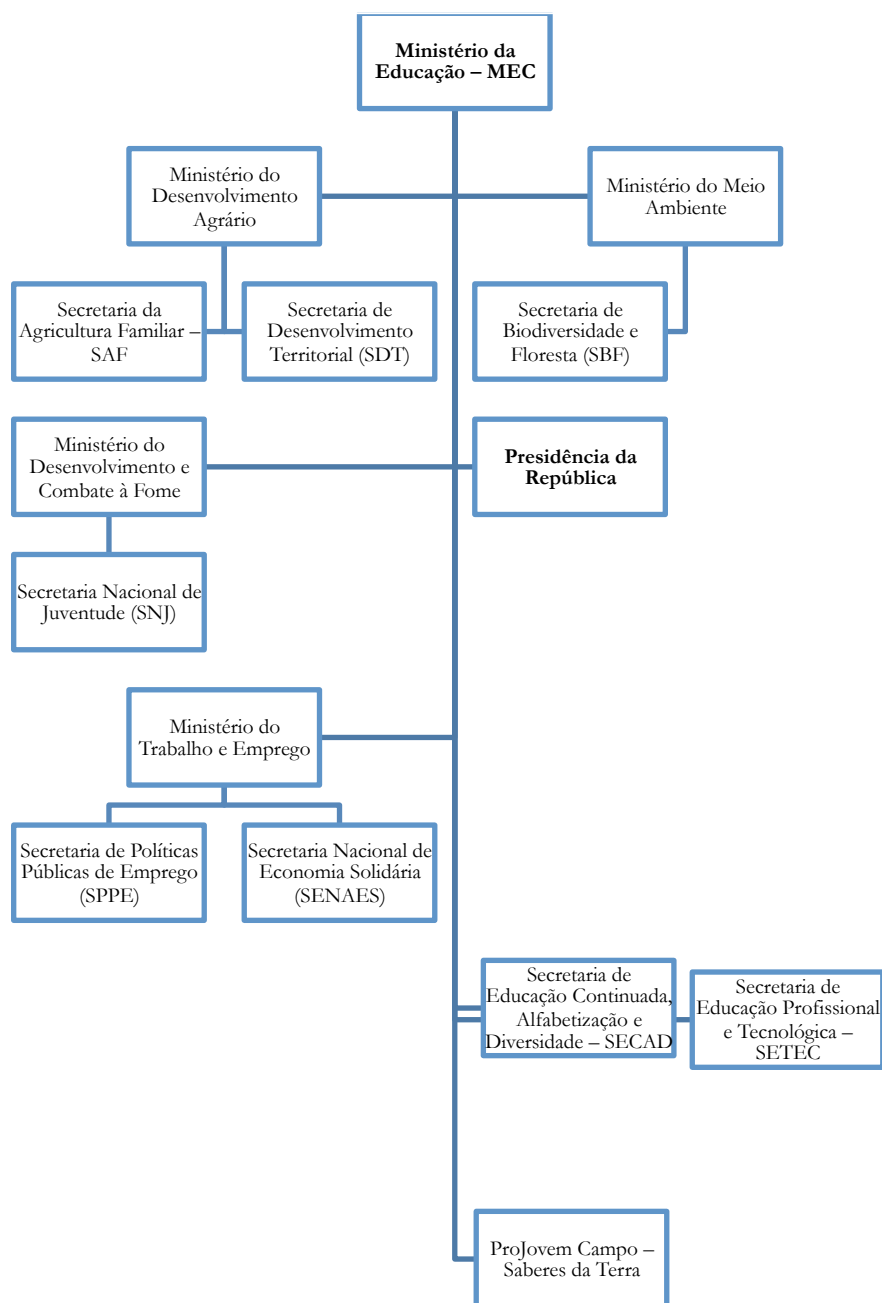 Ministério da
Educação – MEC
Ministério do
Desenvolvimento
Agrário
Ministério do Meio
Ambiente
Secretaria da
Agricultura Familiar –
SAF
Secretaria de
Desenvolvimento
Territorial (SDT)
Secretaria de
Biodiversidade e
Floresta (SBF)
Ministério do
Desenvolvimento e
Combate à Fome
Presidência da
República
Secretaria Nacional de
Juventude (SNJ)
Ministério do
Trabalho e Emprego
Secretaria de Políticas
Públicas de Emprego
(SPPE)
Secretaria Nacional de
Economia Solidária
(SENAES)
Secretaria de
Educação Continuada,
Alfabetização e
Diversidade – SECAD
Secretaria de
Educação Profissional
e Tecnológica –
SETEC
ProJovem Campo –
Saberes da Terra